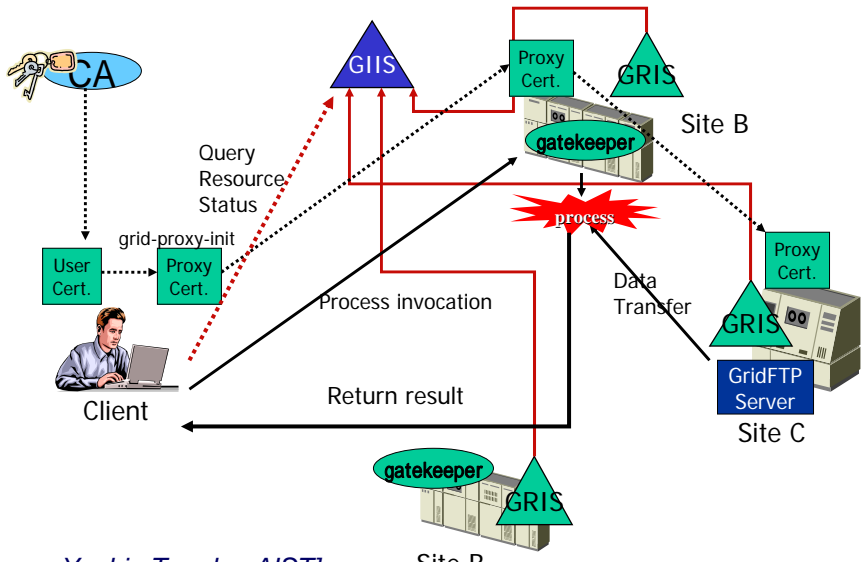 CA
GIIS
Proxy
Cert.
GRIS
Site B
gatekeeper
Query
Resource
Status
process
grid-proxy-init
User
Cert.
Proxy
Cert.
Proxy
Cert.
Process invocation
Data
Transfer
GRIS
GridFTP
Server
Client
Return result
Site C
gatekeeper
GRIS
AIST]